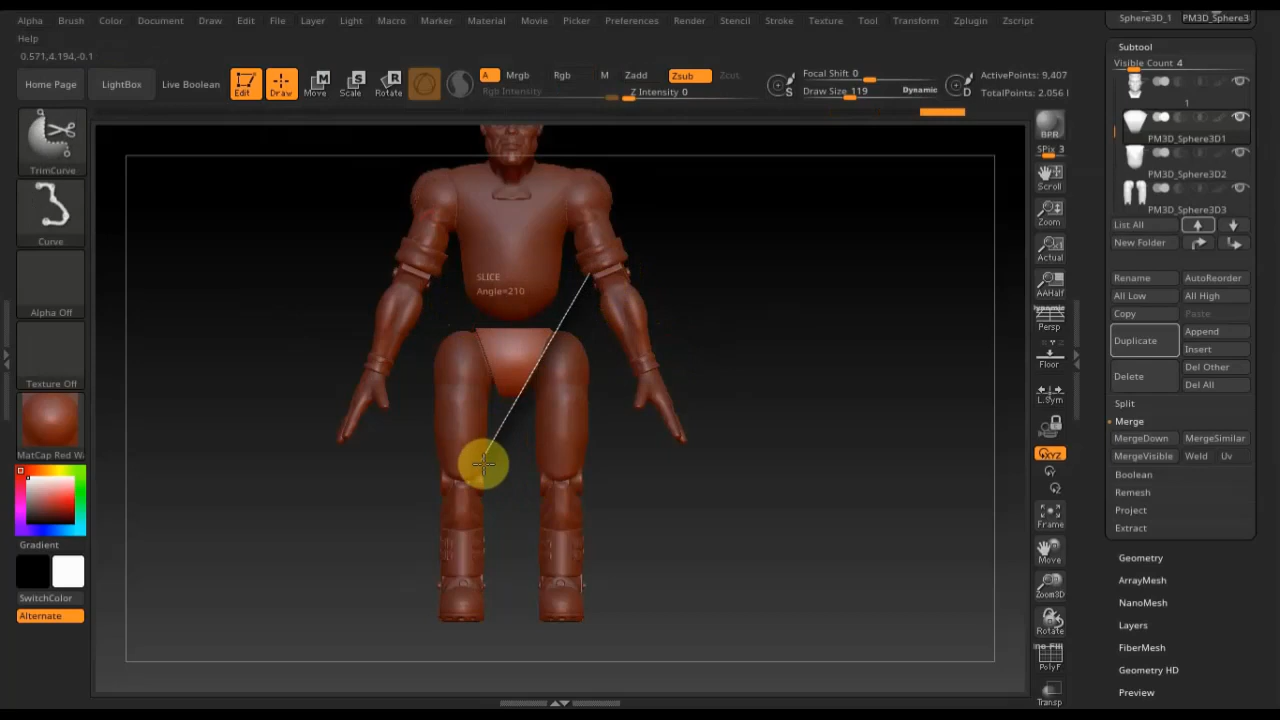 Alpha Brush Color Document Draw Edit File Layer Light Macro Marker Material Movie Picker Preferences Render Stencil Stroke Texture Tool Transform Zplugin Zscript
Help
0.571,4.194,-0.1
Home Page
LightBox
Live Boolean
Edit
Draw
Move
Scale
Rotate
A
Mrgb
Rgb
M
Zadd
Zsub
Zcut
Rgb Intensity
Z Intensity 0
S
Focal Shift 0
Draw Size 119
Dynamic
D
ActivePoints: 9,407
TotalPoints: 2.056
TrimCurve
Curve
Alpha Off
Texture Off
MatCap Red W
Gradient
SwitchColor
Alternate
SLICE
Angle=210
BPR
SPix 3
Scroll
Zoom
Actual
AAHalf
Dynamic
Persp
Floor
L.Sym
XYZ
Y
Z
Frame
Move
Zoom3D
Rotate
PolyF
Transp
Sphere3D_1
PM3D_Sphere3
Subtool
Visible Count 4
1
PM3D_Sphere3D1
PM3D_Sphere3D2
PM3D_Sphere3D3
List All
New Folder
Rename
AutoReorder
All Low
All High
Copy
Paste
Duplicate
Append
Insert
Delete
Del Other
Del All
Split
Merge
MergeDown
MergeSimilar
MergeVisible
Weld
Uv
Boolean
Remesh
Project
Extract
Geometry
ArrayMesh
NanoMesh
Layers
FiberMesh
Geometry HD
Preview